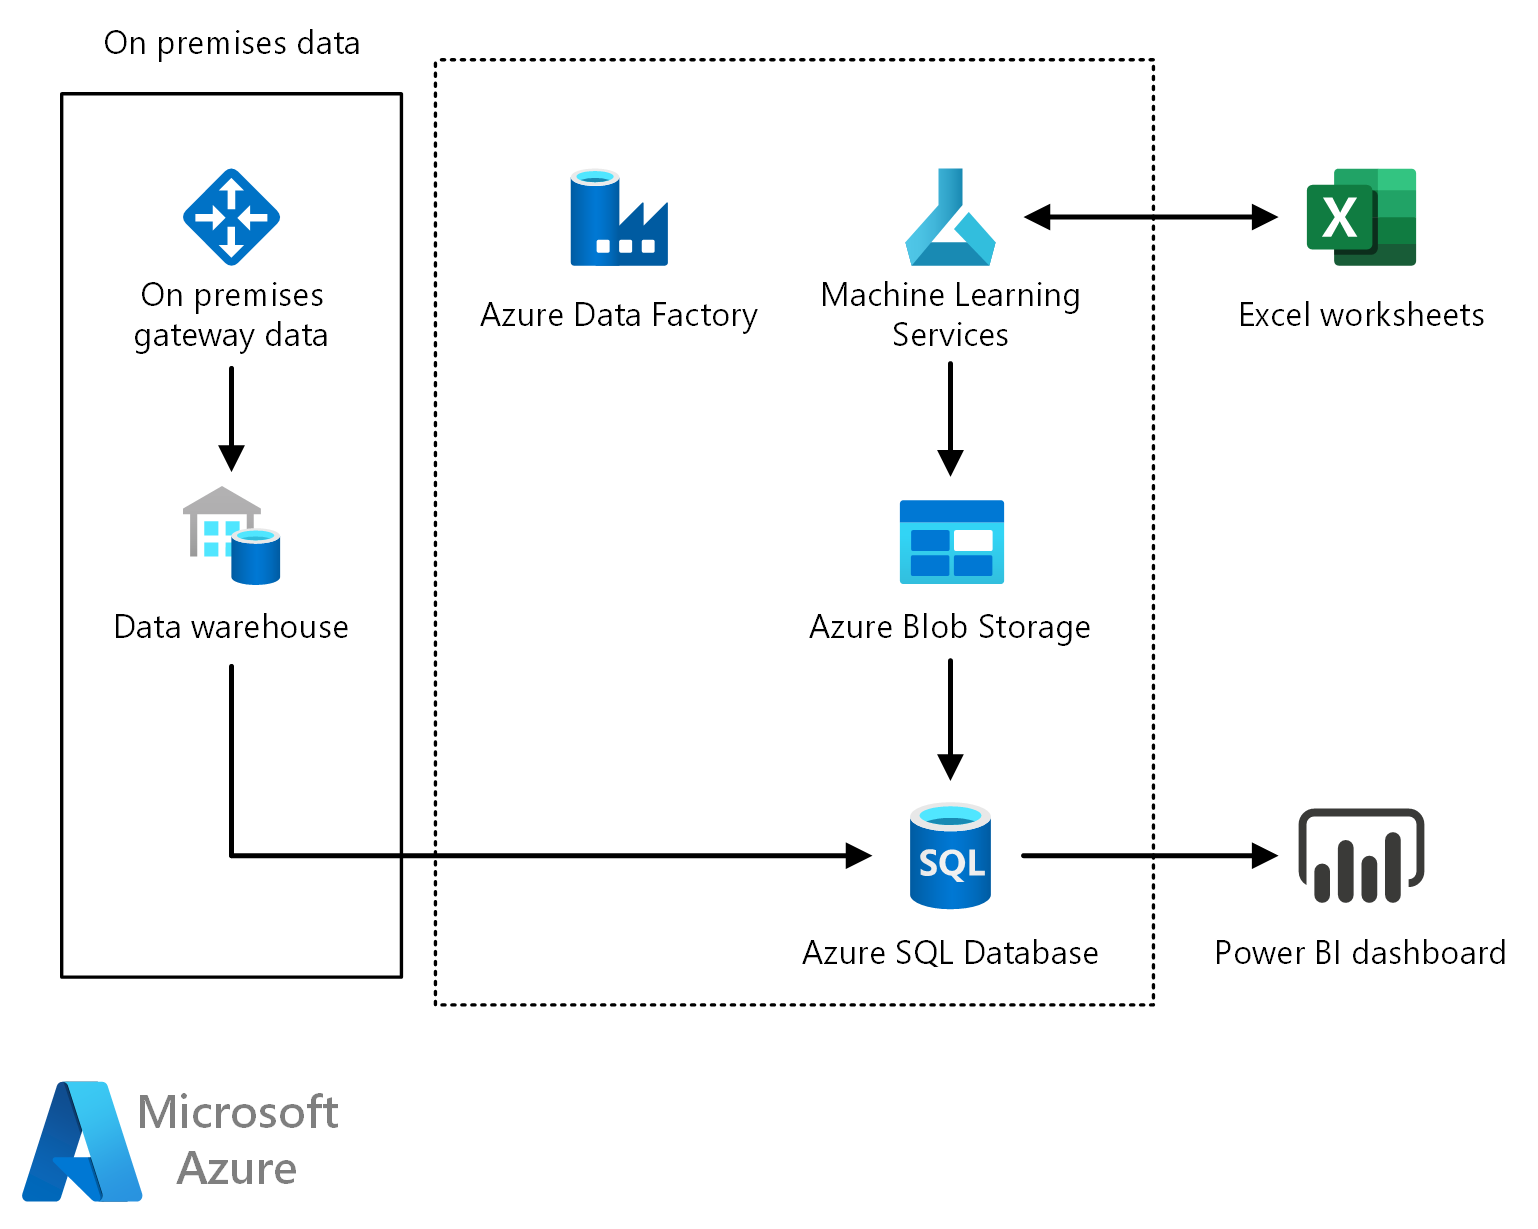 On premises data
On premises
gateway data
Data warehouse
Azure Data Factory
Machine Learning
Services
X
Excel worksheets
Azure Blob Storage
SQL
Azure SQL Database
Power BI dashboard
Microsoft
Azure